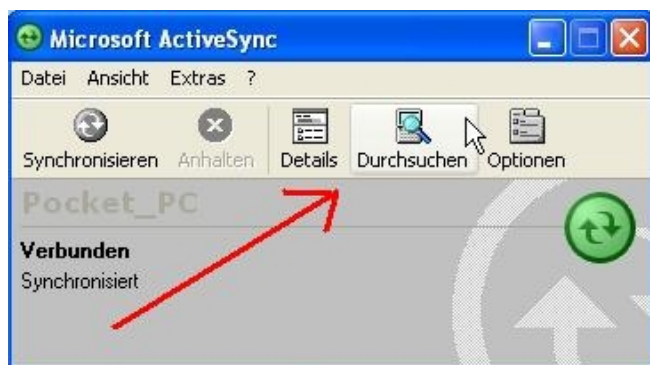 Microsoft ActiveSync
Datei Ansicht Extras ?
Synchronisieren Anhalten Details Durchsuchen Optionen
Pocket_PC
Verbunden
Synchronisiert